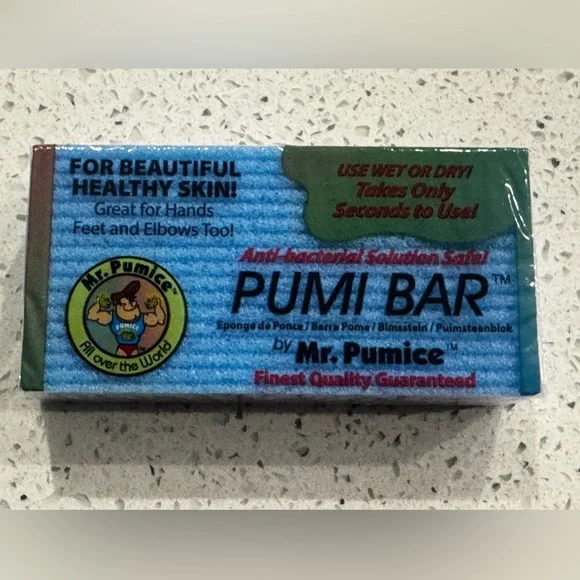 FOR BEAUTIFUL
HEALTHY SKIN!
Great for Hands
Feet and Elbows Too!
USE WET OR DRY!
Takes Only
Seconds to Use!
Anti-bacterial Solution Safe!
PUMI BAR™
Eponge de Ponce / Barra Pome / Bimsstein / Puimsteenblok
by Mr. Pumice™
Finest Quality Guaranteed
Mr. Pumice™
PUMICE
All over the World